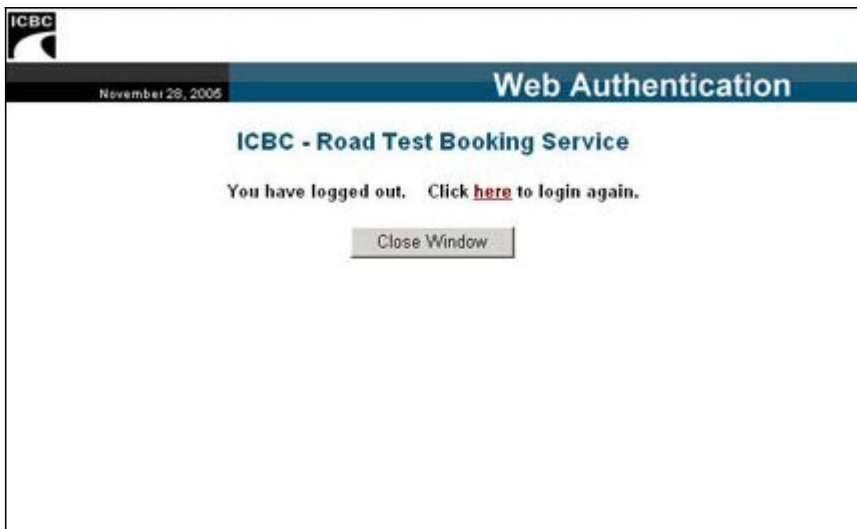 ICBC
November 28, 2005
Web Authentication
ICBC - Road Test Booking Service
You have logged out. Click here to login again.
Close Window